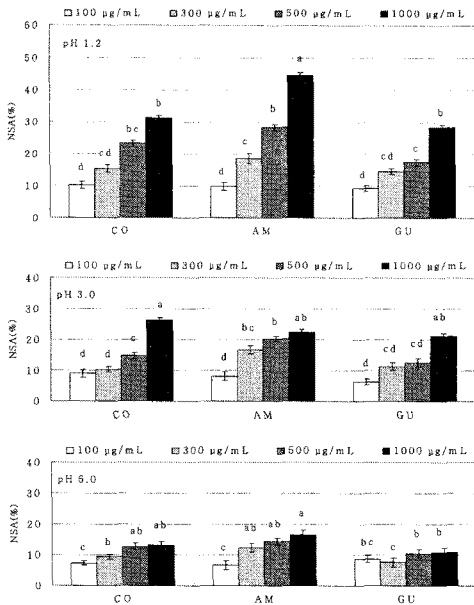 □ 100 μg/mL ▨ 300 μg/mL ▩ 500 μg/mL ■ 1000 μg/mL
60
pH 1.2
50
a
40
b
b
NSA(%)
30
b
bc
20
c
c
cd
cd
d
d
d
10
0
CO AM GU
□ 100 μg/mL ▨ 300 μg/mL ▩ 500 μg/mL ■ 1000 μg/mL
40
pH 3.0
30
a
ab
ab
NSA(%)
20
bc
b
c
cd
cd
d
d
d
d
10
0
CO AM GU
□ 100 μg/mL ▨ 300 μg/mL ▩ 500 μg/mL ■ 1000 μg/mL
40
pH 6.0
30
NSA(%)
20
a
ab
ab
ab
ab
b
b
b
c
c
bc
c
10
0
CO AM GU